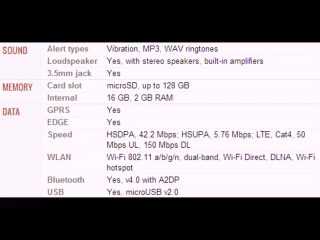 SOUND Alert types Vibration, MP3, WAV ringtones
Loudspeaker Yes, with stereo speakers, built-in amplifiers
3.5mm jack Yes
MEMORY Card slot microSD, up to 128 GB
Internal 16 GB, 2 GB RAM
DATA GPRS Yes
EDGE Yes
Speed HSDPA, 42.2 Mbps; HSUPA, 5.76 Mbps; LTE, Cat4, 50
Mbps UL, 150 Mbps DL
WLAN Wi-Fi 802.11 a/b/g/n, dual-band, Wi-Fi Direct, DLNA, Wi-Fi
hotspot
Bluetooth Yes, v4.0 with A2DP
USB Yes, microUSB v2.0